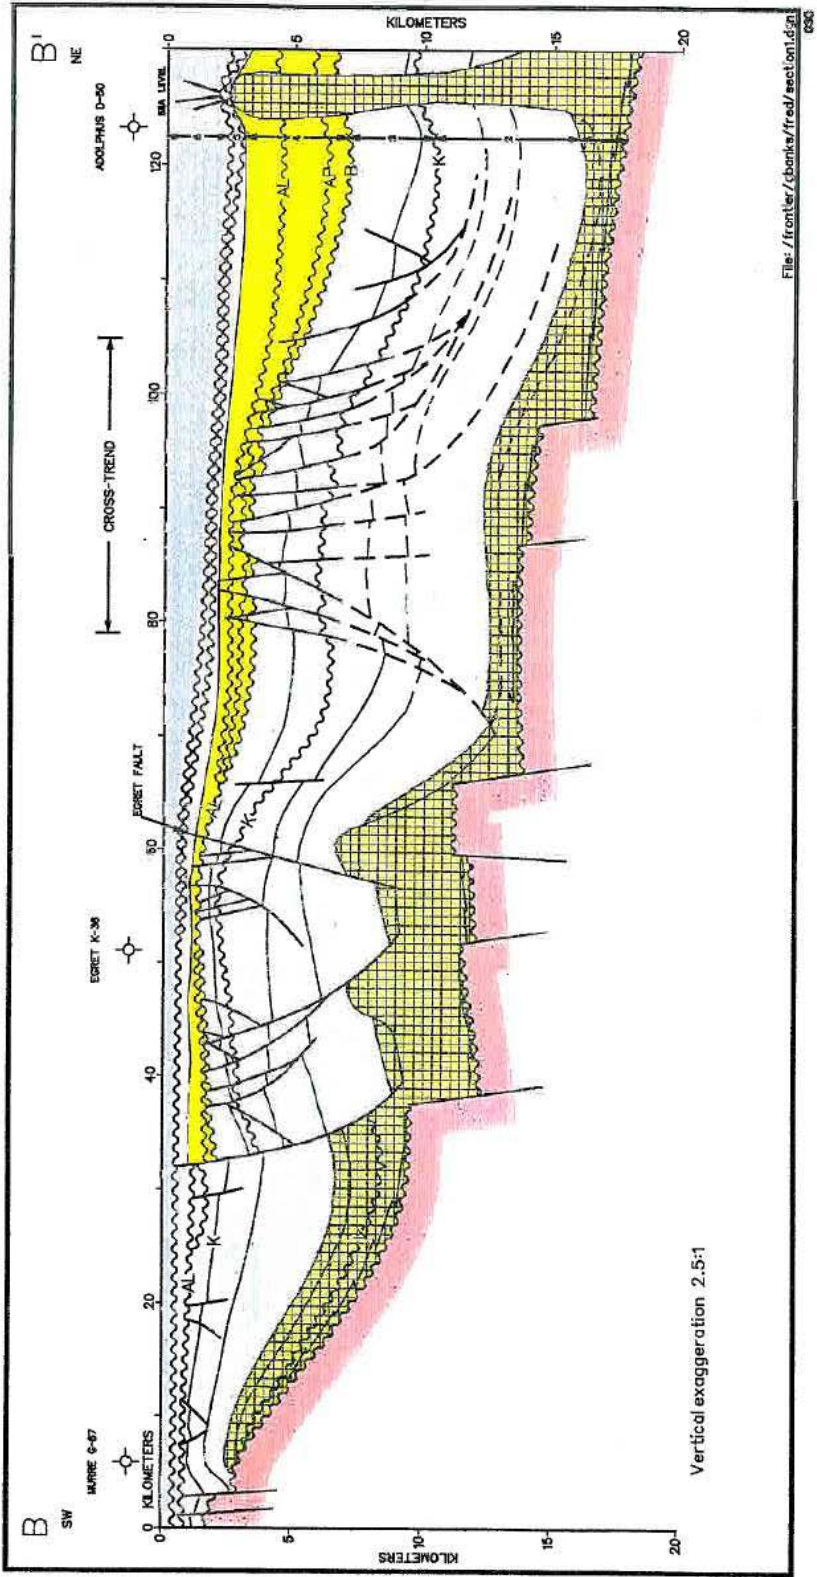 B
SW
B'
NE
MURRE G-67
EGRET K-36
EGRET FAULT
CROSS-TREND
ADOLPHUS D-50
SEA LEVEL
KILOMETERS
0
20
40
60
80
100
120
KILOMETERS
0
5
10
15
20
KILOMETERS
5
10
15
20
AL
K
AL
K
AL
AP
B
K
2
Vertical exaggeration 2.5:1
File: /frontier/cbanks/fred/section1.dgn